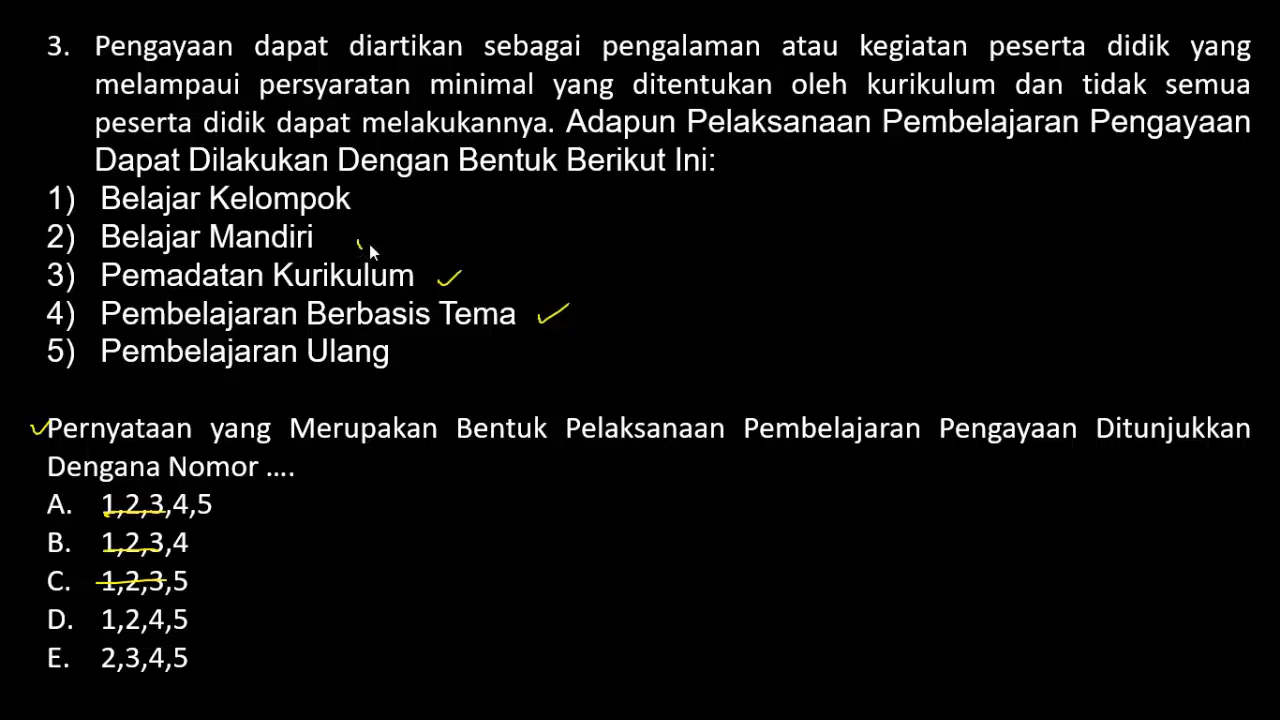 3. Pengayaan dapat diartikan sebagai pengalaman atau kegiatan peserta didik yang
melampaui persyaratan minimal yang ditentukan oleh kurikulum dan tidak semua
peserta didik dapat melakukannya. Adapun Pelaksanaan Pembelajaran Pengayaan
Dapat Dilakukan Dengan Bentuk Berikut Ini:
1) Belajar Kelompok
2) Belajar Mandiri
3) Pemadatan Kurikulum
4) Pembelajaran Berbasis Tema
5) Pembelajaran Ulang
Pernyataan yang Merupakan Bentuk Pelaksanaan Pembelajaran Pengayaan Ditunjukkan
Dengana Nomor ....
A. 1,2,3,4,5
B. 1,2,3,4
C. 1,2,3,5
D. 1,2,4,5
E. 2,3,4,5